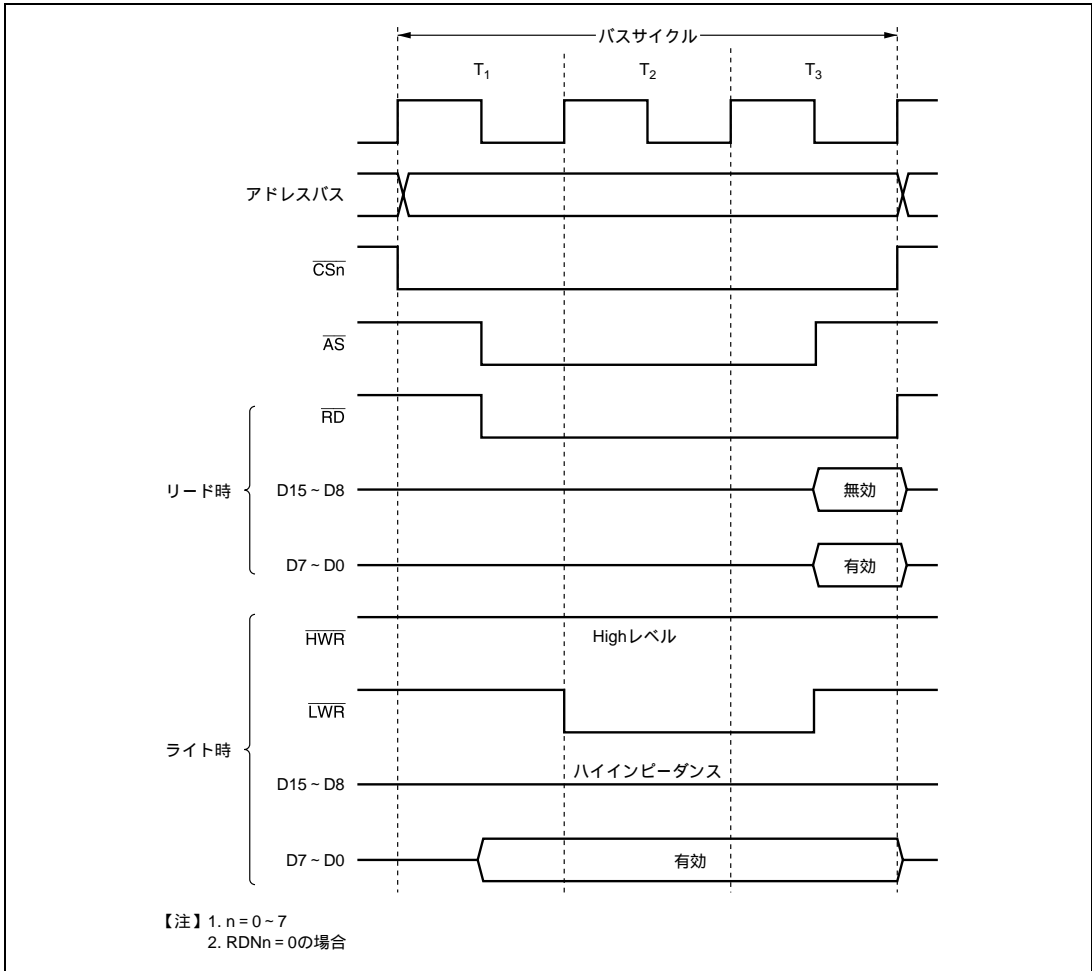 バスサイクル
T1 T2 T3
アドレスバス
CSn
AS
RD
リード時
D15~D8 無効
D7~D0 有効
HWR Highレベル
LWR
ライト時
D15~D8 ハイインピーダンス
D7~D0 有効
【注】1. n = 0~7
2. RDNn = 0の場合